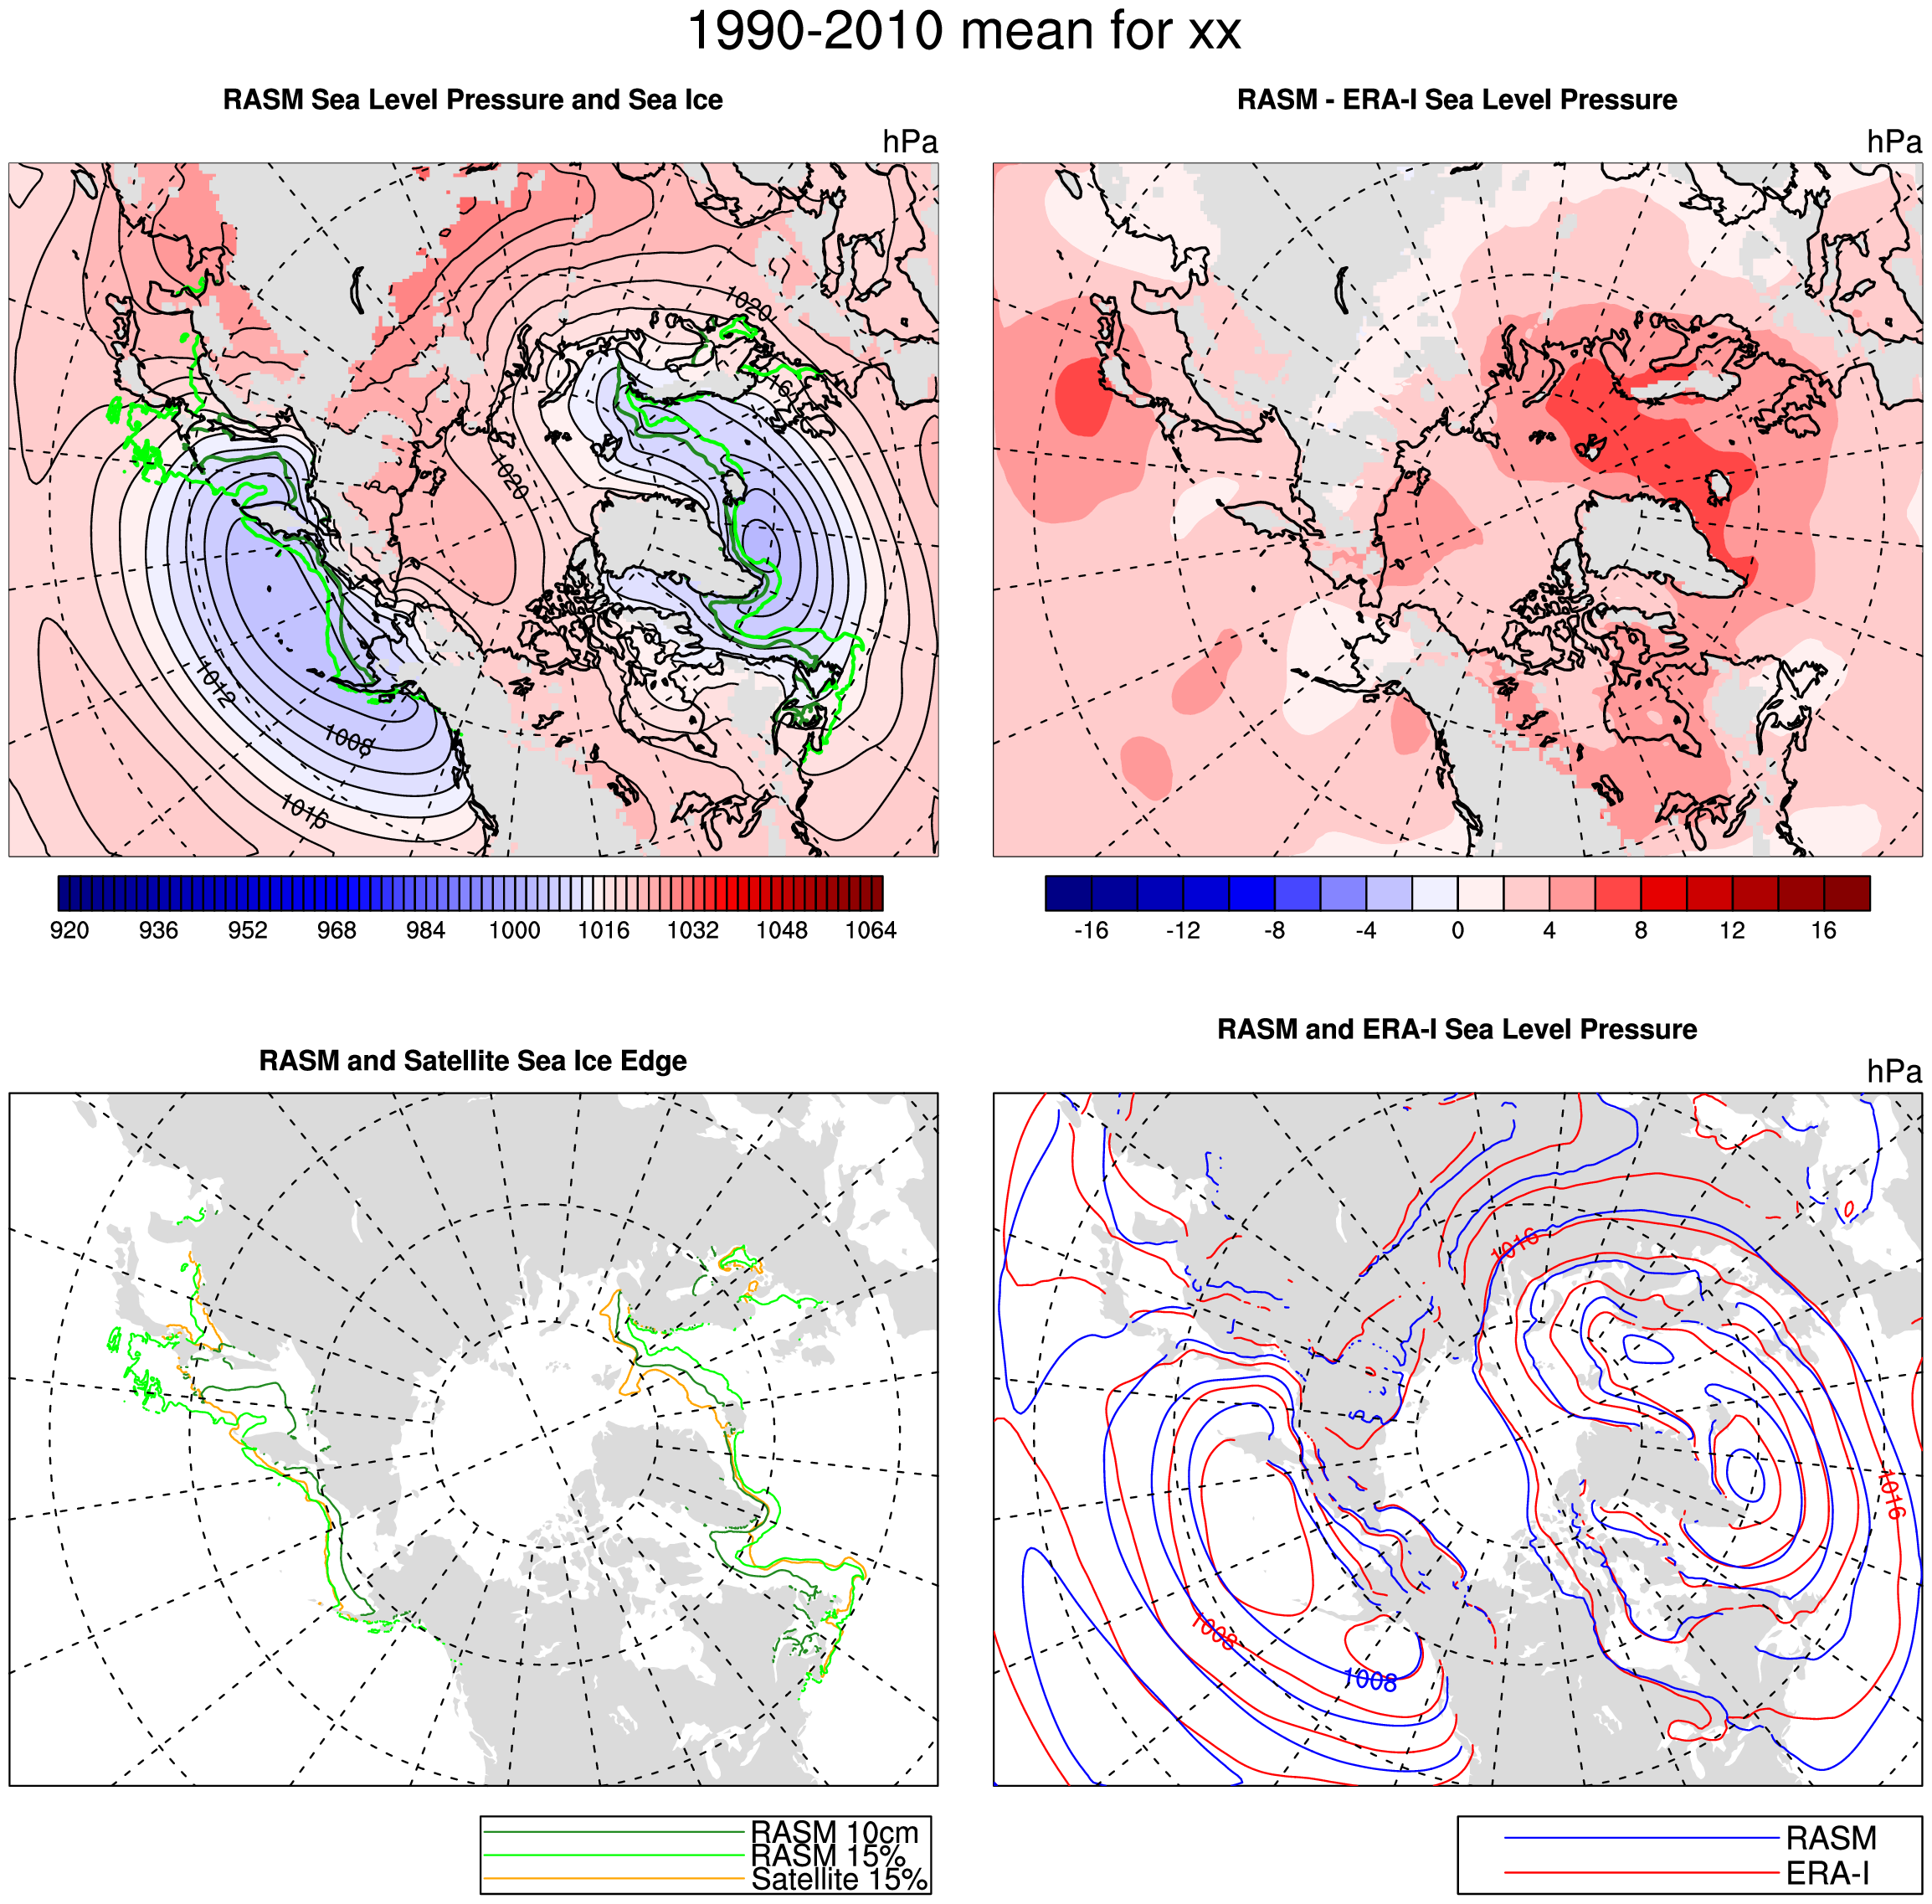 1990-2010 mean for xx
RASM Sea Level Pressure and Sea Ice
hPa
1020
1016
1020
1012
1008
1016
920 936 952 968 984 1000 1016 1032 1048 1064
RASM - ERA-I Sea Level Pressure
hPa
-16 -12 -8 -4 0 4 8 12 16
RASM and Satellite Sea Ice Edge
RASM 10cm
RASM 15%
Satellite 15%
RASM and ERA-I Sea Level Pressure
hPa
1016
1016
1008
1008
RASM
ERA-I